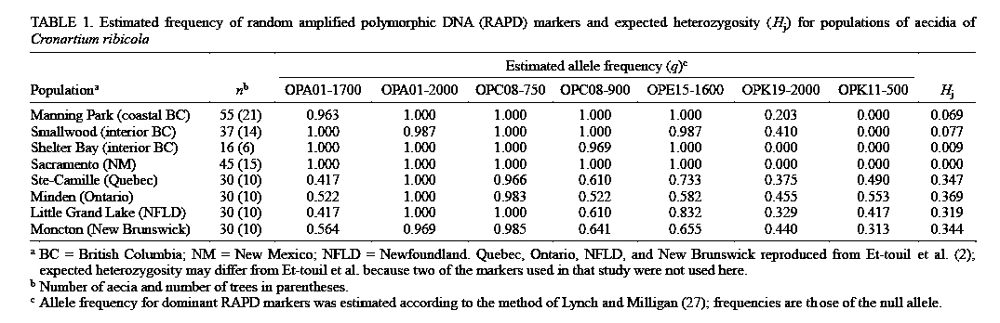 TABLE 1. Estimated frequency of random amplified polymorphic DNA (RAPD) markers and expected heterozygosity (Hj) for populations of aecidia of
Cronartium ribicola
Estimated allele frequency (q)c
Populationa nb OPA01-1700 OPA01-2000 OPC08-750 OPC08-900 OPE15-1600 OPK19-2000 OPK11-500 Hj
Manning Park (coastal BC) 55 (21) 0.963 1.000 1.000 1.000 1.000 0.203 0.000 0.069
Smallwood (interior BC) 37 (14) 1.000 0.987 1.000 1.000 0.987 0.410 0.000 0.077
Shelter Bay (interior BC) 16 (6) 1.000 1.000 1.000 0.969 1.000 0.000 0.000 0.009
Sacramento (NM) 45 (15) 1.000 1.000 1.000 1.000 1.000 0.000 0.000 0.000
Ste-Camille (Quebec) 30 (10) 0.417 1.000 0.966 0.610 0.733 0.375 0.490 0.347
Minden (Ontario) 30 (10) 0.522 1.000 0.983 0.522 0.582 0.455 0.553 0.369
Little Grand Lake (NFLD) 30 (10) 0.417 1.000 1.000 0.610 0.832 0.329 0.417 0.319
Moncton (New Brunswick) 30 (10) 0.564 0.969 0.985 0.641 0.655 0.440 0.313 0.344
a BC = British Columbia; NM = New Mexico; NFLD = Newfoundland. Quebec, Ontario, NFLD, and New Brunswick reproduced from Et-touil et al. (2);
expected heterozygosity may differ from Et-touil et al. because two of the markers used in that study were not used here.
b Number of aecia and number of trees in parentheses.
c Allele frequency for dominant RAPD markers was estimated according to the method of Lynch and Milligan (27); frequencies are those of the null allele.